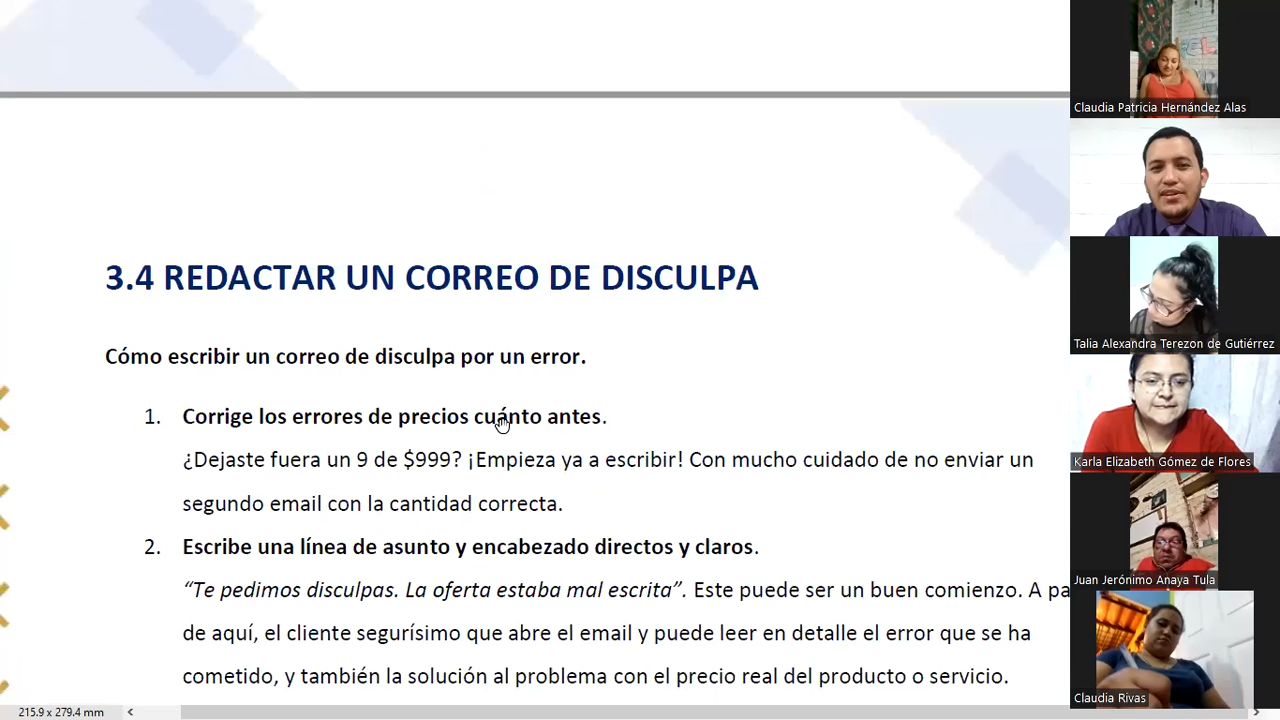 3.4 REDACTAR UN CORREO DE DISCULPA
Cómo escribir un correo de disculpa por un error.
1. Corrige los errores de precios cuánto antes.
¿Dejaste fuera un 9 de $999? ¡Empieza ya a escribir! Con mucho cuidado de no enviar un
segundo email con la cantidad correcta.
2. Escribe una línea de asunto y encabezado directos y claros.
“Te pedimos disculpas. La oferta estaba mal escrita”. Este puede ser un buen comienzo. A pa
de aquí, el cliente segurísimo que abre el email y puede leer en detalle el error que se ha
cometido, y también la solución al problema con el precio real del producto o servicio.
215.9 x 279.4 mm
Claudia Patricia Hernández Alas
Talia Alexandra Terezon de Gutiérrez
Karla Elizabeth Gómez de Flores
Juan Jerónimo Anaya Tula
Claudia Rivas